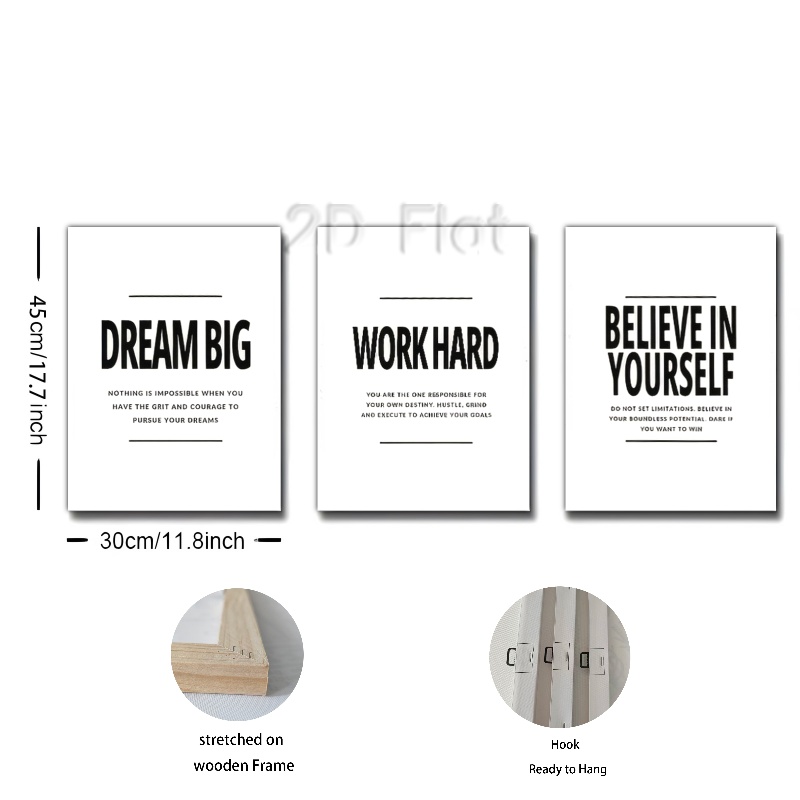 2D Flat
DREAM BIG
NOTHING IS IMPOSSIBLE WHEN YOU
HAVE THE GRIT AND COURAGE TO
PURSUE YOUR DREAMS
WORK HARD
YOU ARE THE ONE RESPONSIBLE FOR
YOUR OWN DESTINY. HUSTLE, GRIND
AND EXECUTE TO ACHIEVE YOUR GOALS
BELIEVE IN
YOURSELF
DO NOT SET LIMITATIONS. BELIEVE IN
YOUR BOUNDLESS POTENTIAL. DARE IF
YOU WANT TO WIN
45cm/17.7inch
30cm/11.8inch
stretched on
wooden Frame
Hook
Ready to Hang